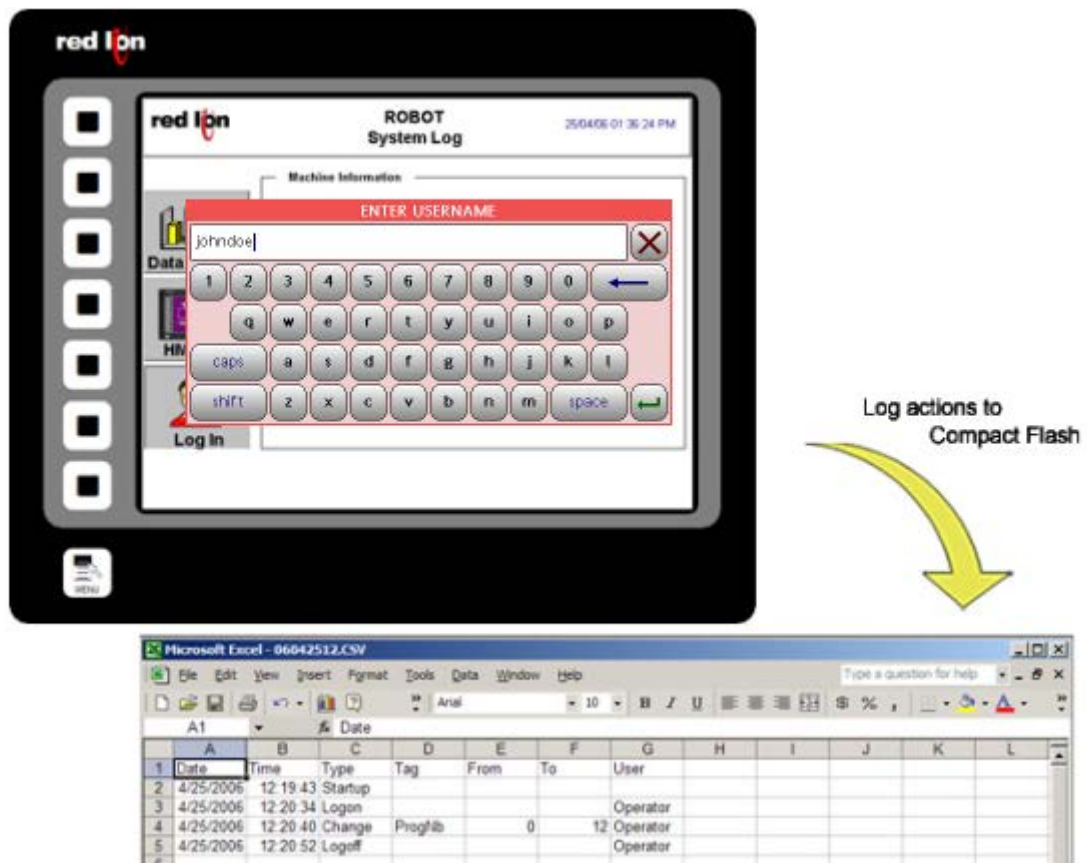 red lion
red lion
ROBOT
System Log
25/04/06 01:36:24 PM
Machine Information
ENTER USERNAME
johndoe
Data
1 2 3 4 5 6 7 8 9 0
q w e r t y u i o p
HM
caps a s d f g h j k l
shift z x c v b n m space
Log In
MENU
Log actions to
Compact Flash
Microsoft Excel - 06042512.CSV
File Edit View Insert Format Tools Data Window Help
Type a question for help
Arial 10 B I U $ % ,
A1 fx Date
A B C D E F G H I J K L
1 Date Time Type Tag From To User
2 4/25/2006 12:19:43 Startup
3 4/25/2006 12:20:34 Logon Operator
4 4/25/2006 12:20:40 Change ProgNb 0 12 Operator
5 4/25/2006 12:20:52 Logoff Operator